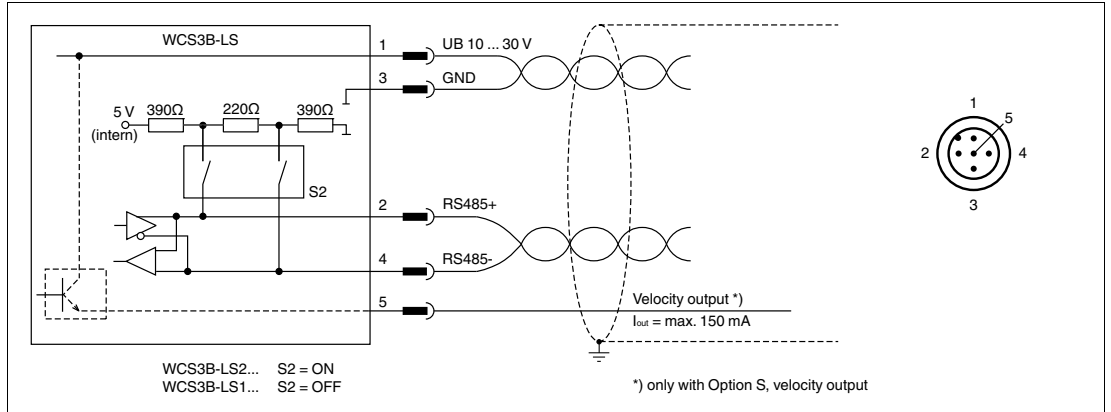 WCS3B-LS
1
UB 10 ... 30 V
3
GND
5 V
(intern)
390Ω
220Ω
390Ω
S2
2
RS485+
4
RS485-
5
Velocity output *)
Iout = max. 150 mA
WCS3B-LS2... S2 = ON
WCS3B-LS1... S2 = OFF
*) only with Option S, velocity output
1
5
2
4
3